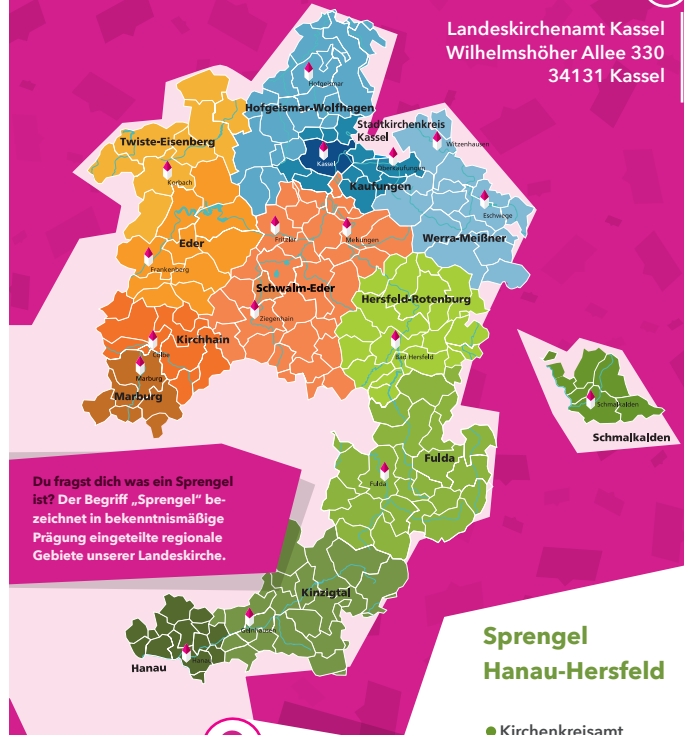 Landeskirchenamt Kassel
Wilhelmshöher Allee 330
34131 Kassel
Hofgeismar
Hofgeismar-Wolfhagen
Stadtkirchenkreis
Kassel
Twiste-Eisenberg
Witzenhausen
Kassel
Oberkaufungen
Korbach
Kaufungen
Eschwege
Fritzlar
Melsungen
Werra-Meißner
Eder
Frankenberg
Schwalm-Eder
Hersfeld-Rotenburg
Ziegenhain
Kirchhain
Cölbe
Bad Hersfeld
Marburg
Marburg
Schmalkalden
Schmalkalden
Fulda
Fulda
Du fragst dich was ein Sprengel
ist? Der Begriff „Sprengel“ be-
zeichnet in bekenntnismäßige
Prägung eingeteilte regionale
Gebiete unserer Landeskirche.
Kinzigtal
Gelnhausen
Hanau
Hanau
Sprengel
Hanau-Hersfeld
Kirchenkreisamt